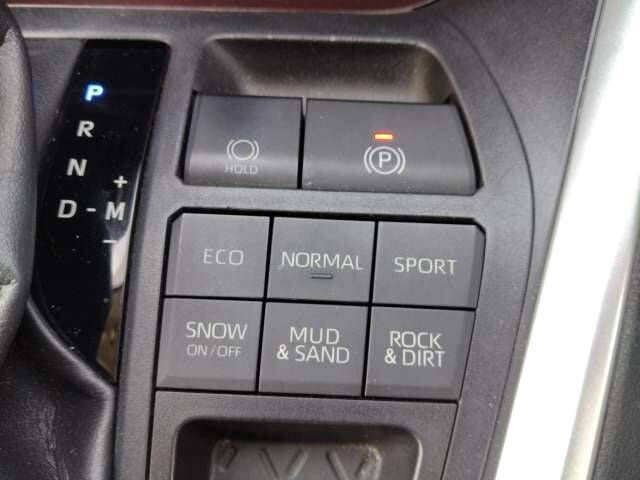 P
R
N
D - M
+
-
HOLD
(P)
ECO NORMAL SPORT
SNOW
ON/OFF
MUD
& SAND
ROCK
& DIRT